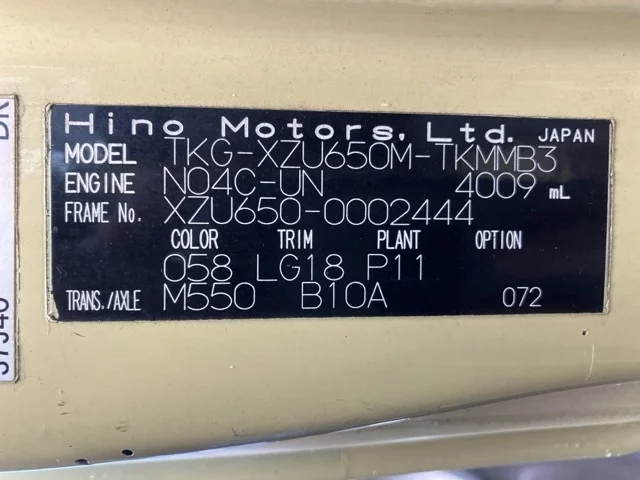 Hino Motors, Ltd. JAPAN
MODEL TKG-XZU650M-TKMMB3
ENGINE N04C-UN 4009 mL
FRAME No. XZU650-0002444
COLOR TRIM PLANT OPTION
058 LG18 P11
TRANS./AXLE M550 B10A 072